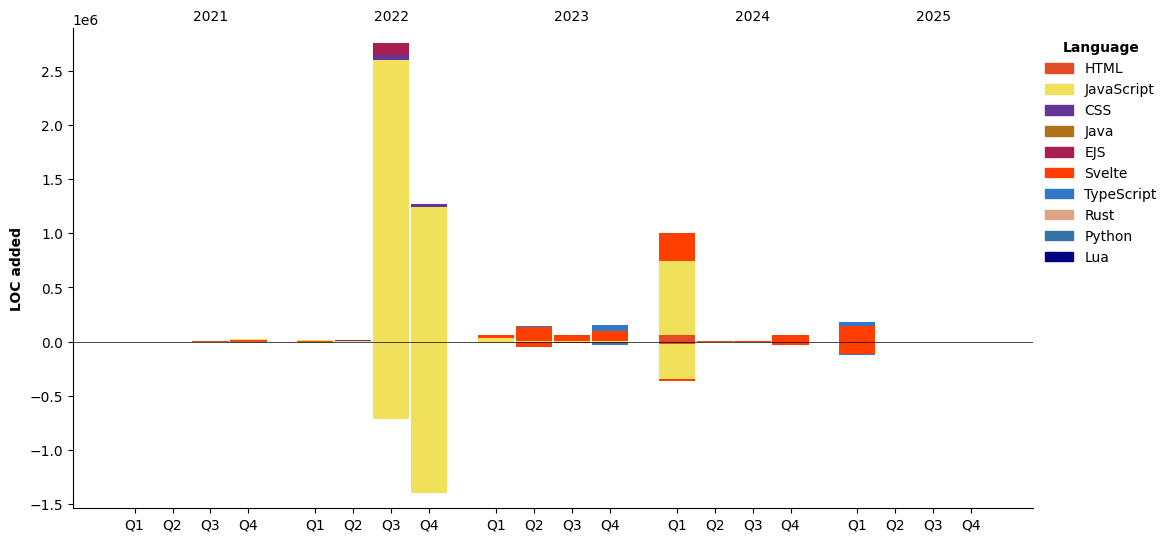 1e6
2021 2022 2023 2024 2025
LOC added
2.5
2.0
1.5
1.0
0.5
0.0
−0.5
−1.0
−1.5
Q1 Q2 Q3 Q4 Q1 Q2 Q3 Q4 Q1 Q2 Q3 Q4 Q1 Q2 Q3 Q4 Q1 Q2 Q3 Q4
Language
HTML
JavaScript
CSS
Java
EJS
Svelte
TypeScript
Rust
Python
Lua